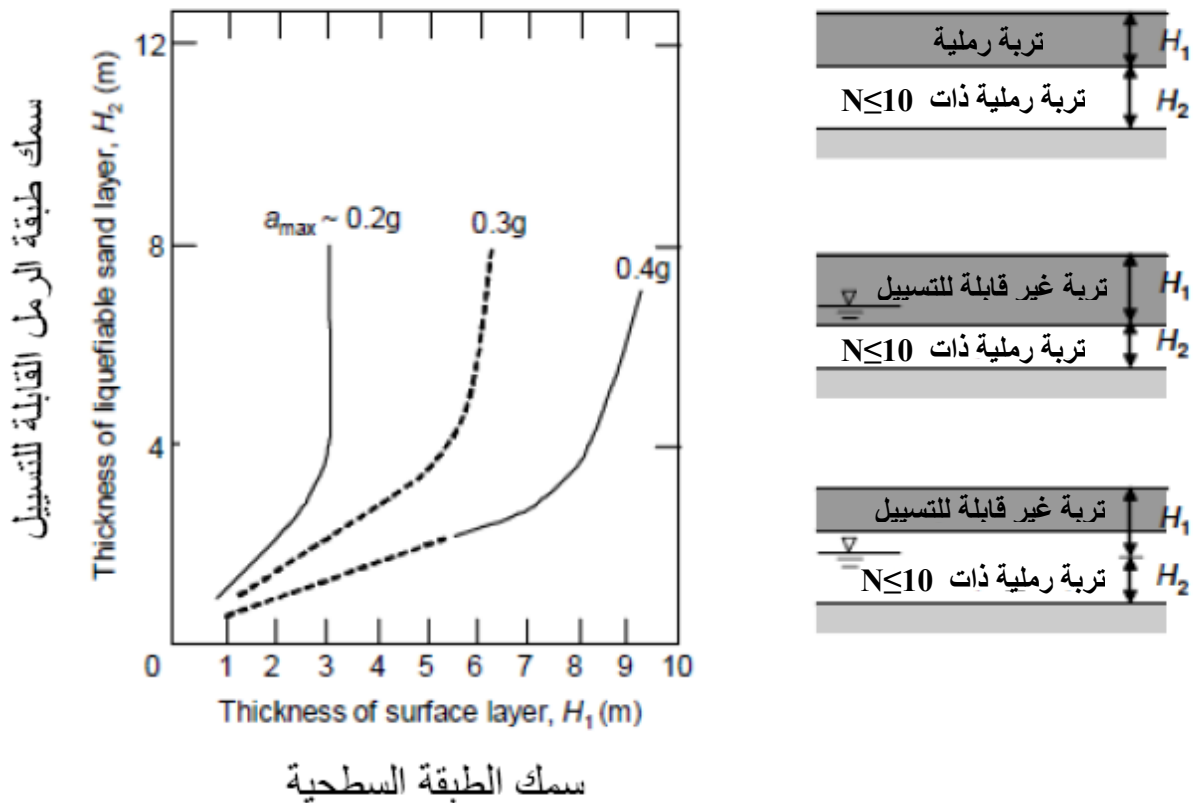 سمك طبقة الرمل القابلة للتسييل
Thickness of liquefiable sand layer, H2 (m)
12
8
4
0
1 2 3 4 5 6 7 8 9 10
amax ~ 0.2g
0.3g
0.4g
Thickness of surface layer, H1 (m)
سمك الطبقة السطحية
تربة رملية
H1
تربة رملية ذات N≤10
H2
تربة غير قابلة للتسييل
H1
تربة رملية ذات N≤10
H2
تربة غير قابلة للتسييل
H1
تربة رملية ذات N≤10
H2